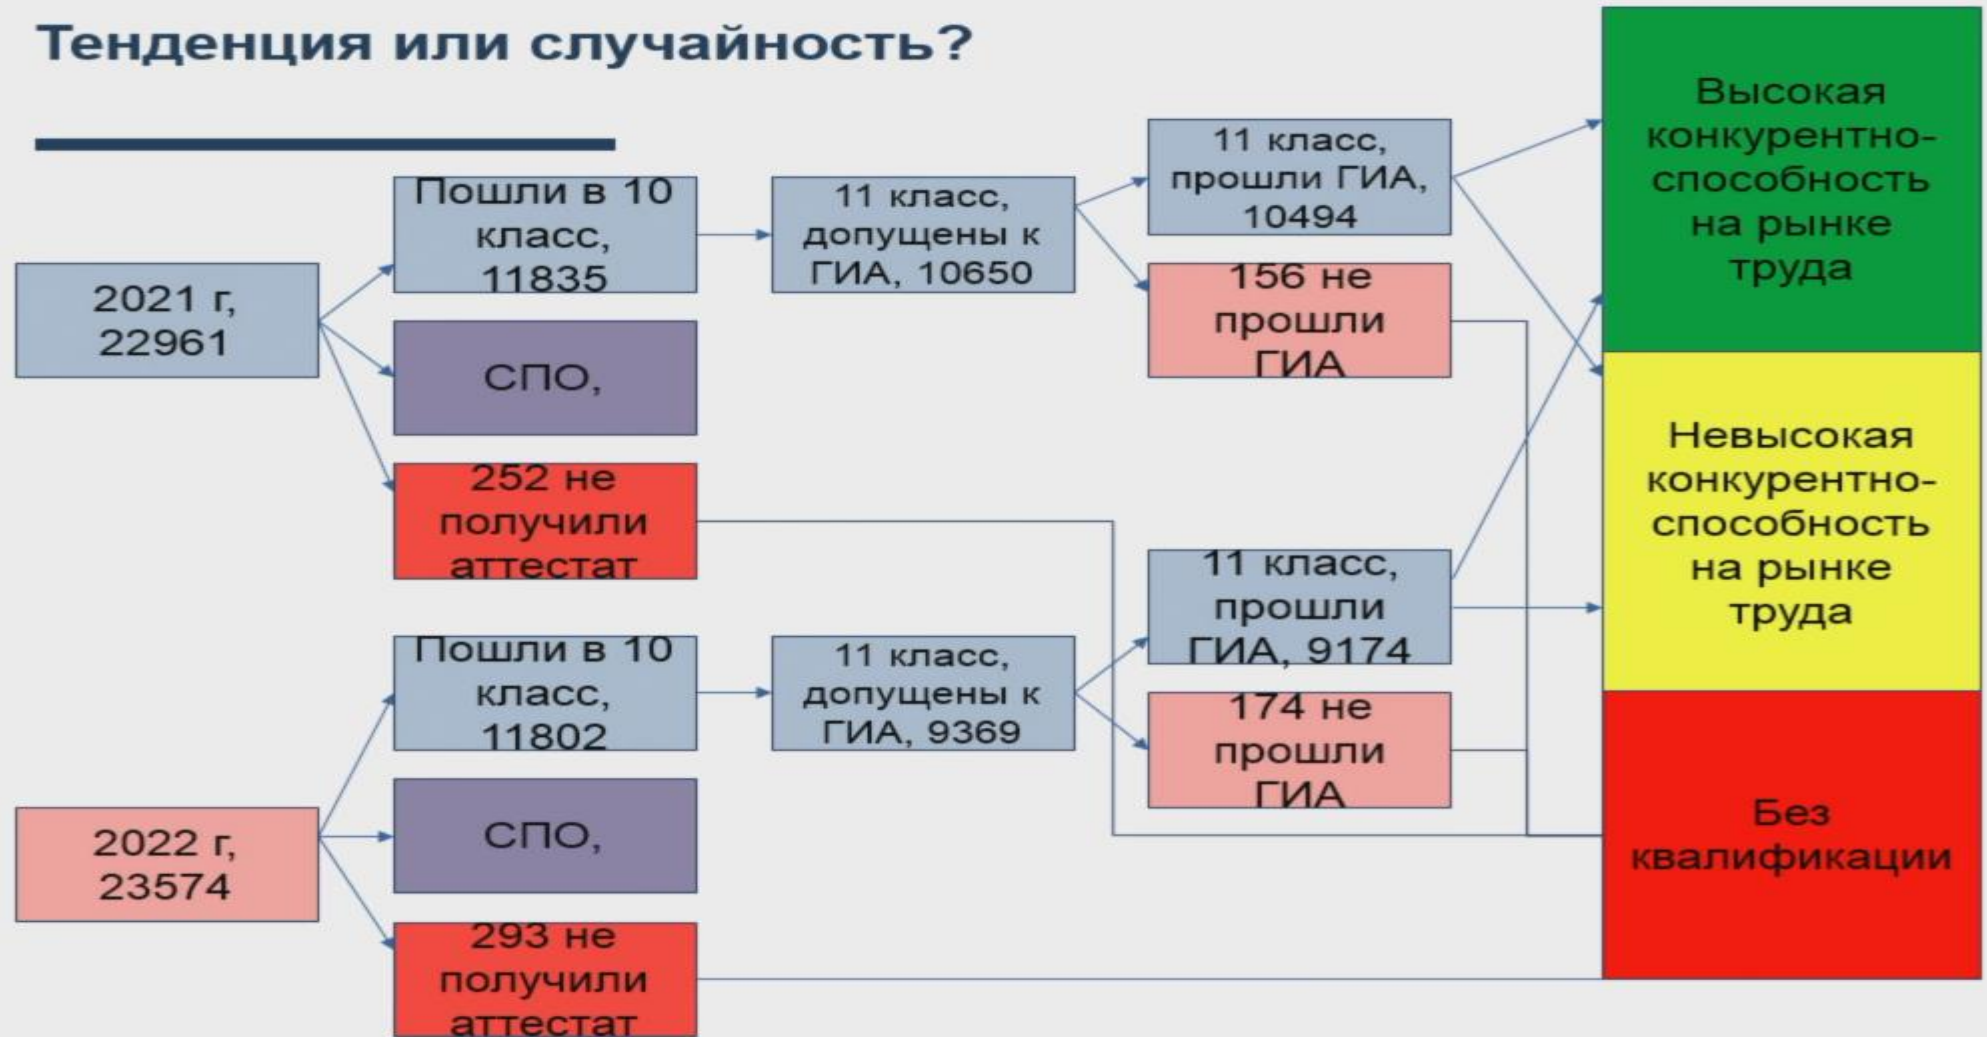 Тенденция или случайность?
2021 г,
22961
Пошли в 10
класс,
11835
СПО,
252 не
получили
аттестат
11 класс,
допущены к
ГИА, 10650
11 класс,
прошли ГИА,
10494
156 не
прошли
ГИА
2022 г,
23574
Пошли в 10
класс,
11802
СПО,
293 не
получили
аттестат
11 класс,
допущены к
ГИА, 9369
11 класс,
прошли
ГИА, 9174
174 не
прошли
ГИА
Высокая
конкурентно-
способность
на рынке
труда
Невысокая
конкурентно-
способность
на рынке
труда
Без
квалификации